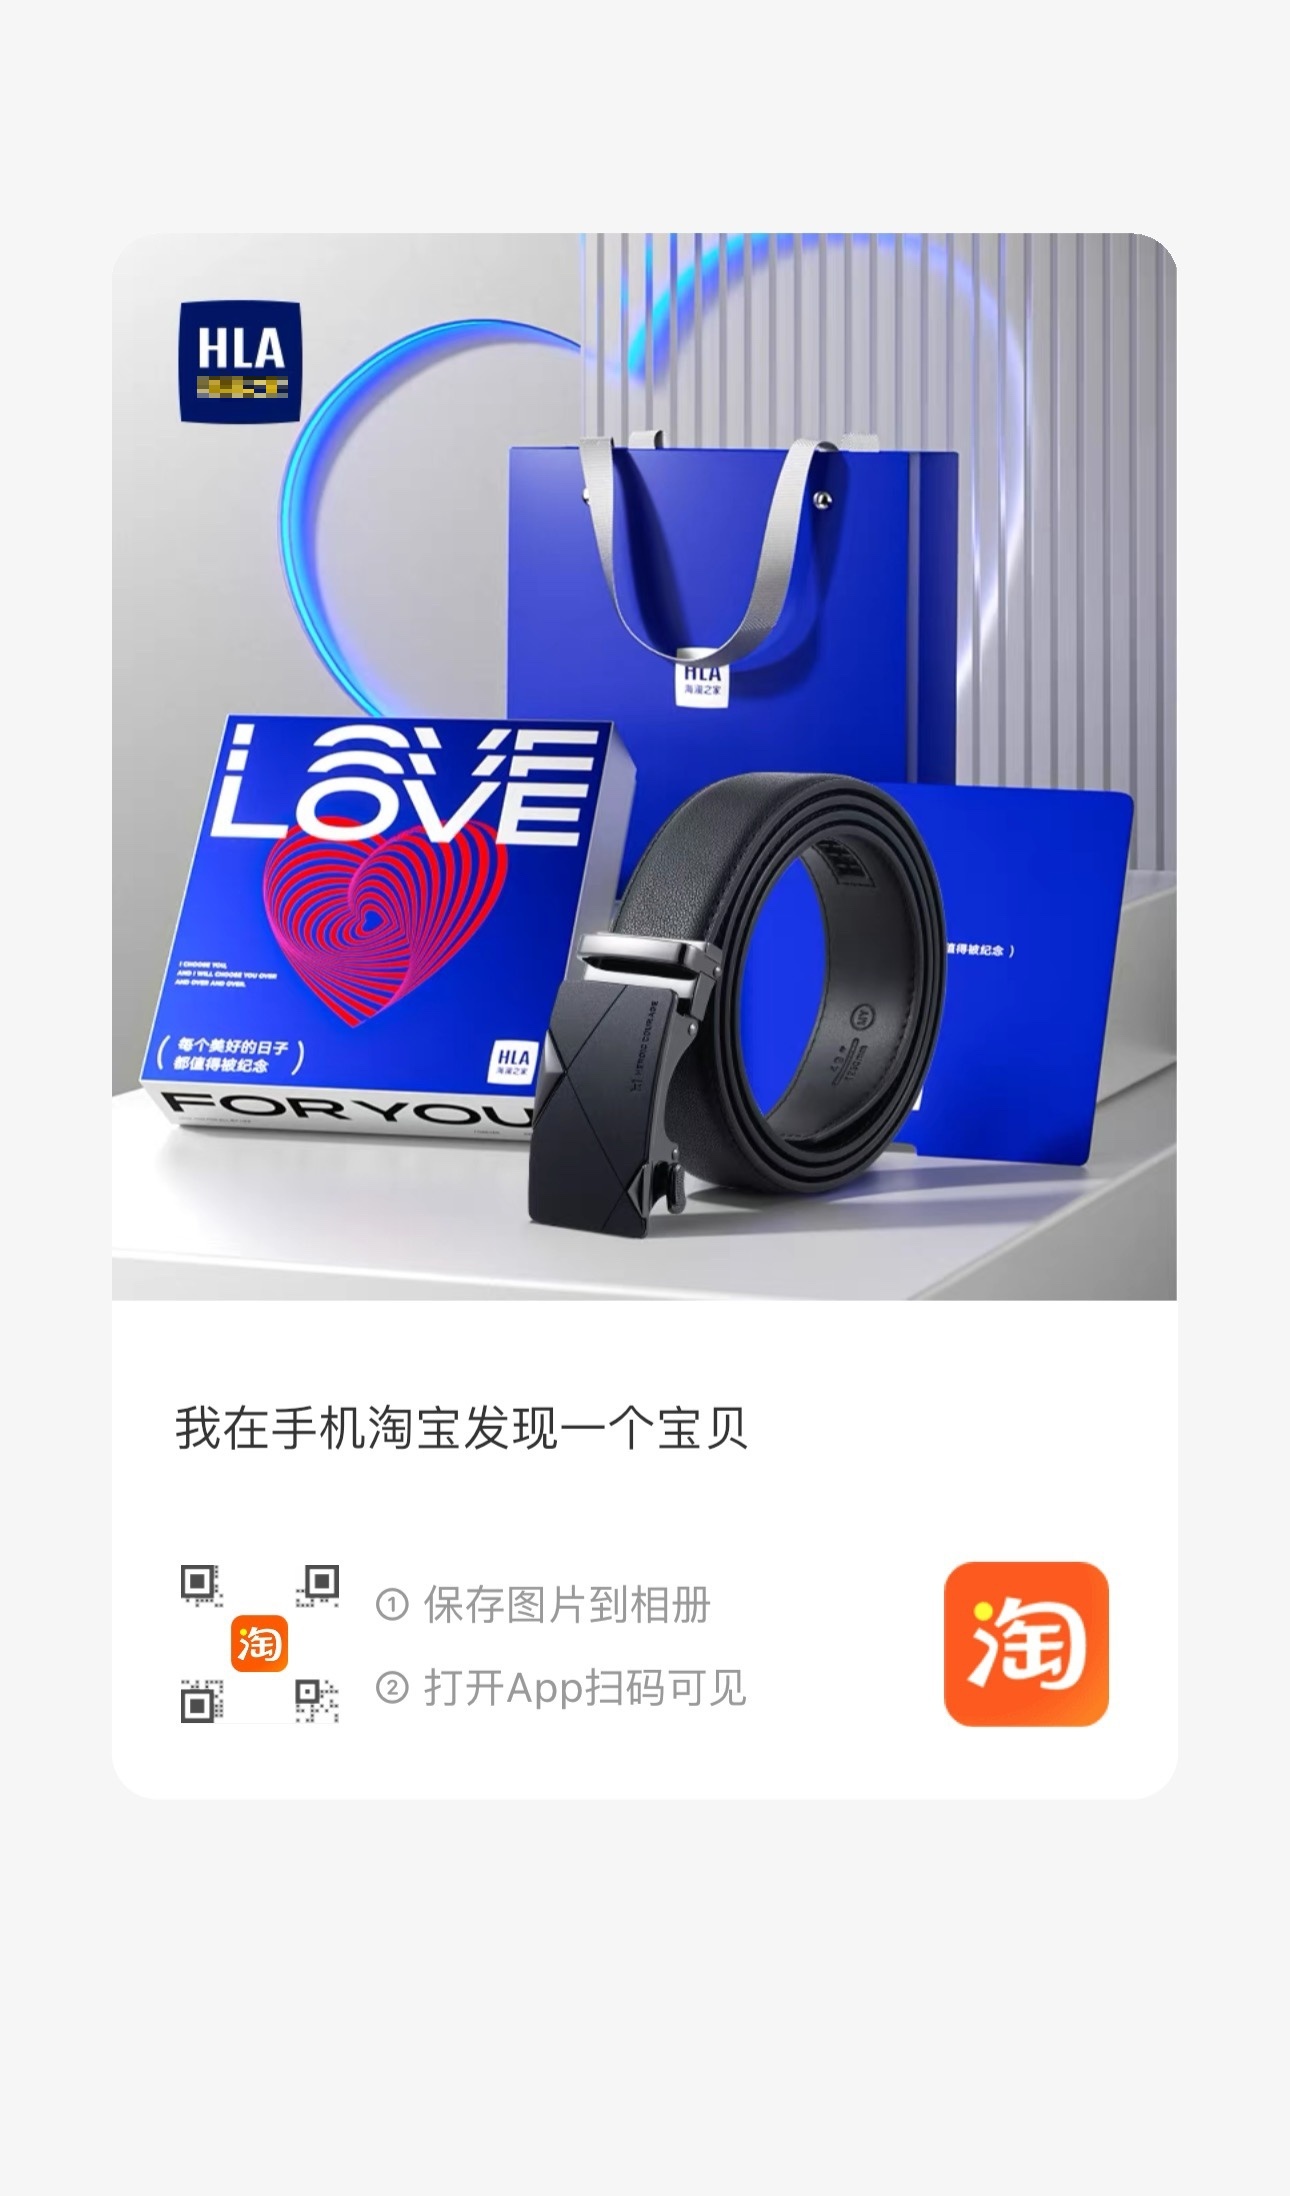 HLA
HLA
海澜之家
LOVE
LOVE
I CHOOSE YOU,
AND I WILL CHOOSE YOU OVER
AND OVER AND OVER.
(每个美好的日子
都值得被纪念)
HLA
海澜之家
FOR YOU
值得被纪念 )
HEROIC COURAGE
我在手机淘宝发现一个宝贝
淘
① 保存图片到相册
② 打开App扫码可见
淘